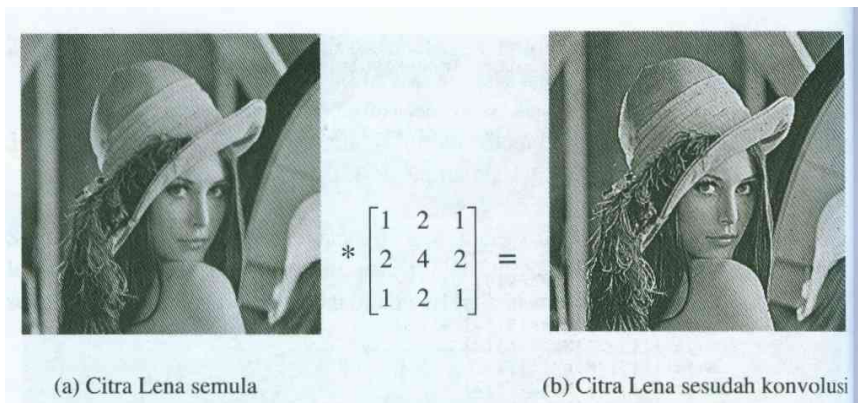 * [1 2 1
2 4 2
1 2 1] =
(a) Citra Lena semula
(b) Citra Lena sesudah konvolusi